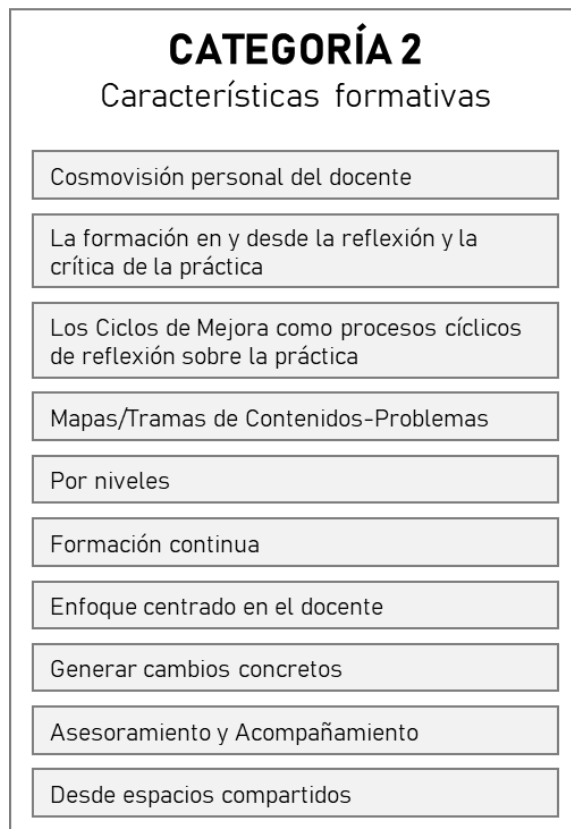 CATEGORÍA 2
Características formativas
Cosmovisión personal del docente
La formación en y desde la reflexión y la
crítica de la práctica
Los Ciclos de Mejora como procesos cíclicos
de reflexión sobre la práctica
Mapas/Tramas de Contenidos-Problemas
Por niveles
Formación continua
Enfoque centrado en el docente
Generar cambios concretos
Asesoramiento y Acompañamiento
Desde espacios compartidos